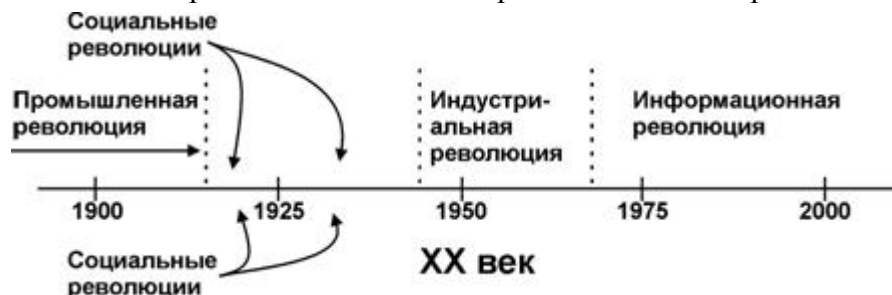 Социальные
революции
Промышленная
революция
Индустри-
альная
революция
Информационная
революция
1900 1925 1950 1975 2000
Социальные
революции
XX век